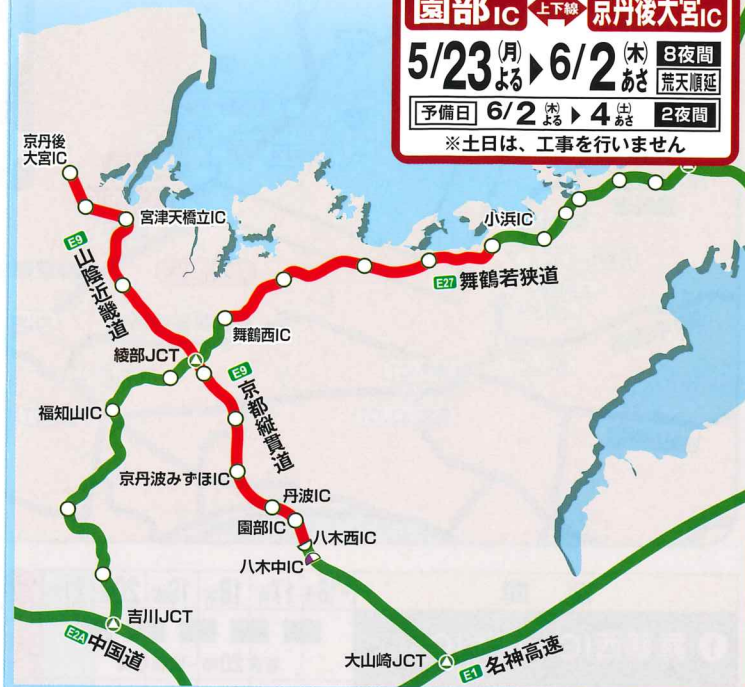 園部IC 上下線 京丹後大宮IC
5/23(月)よる▶6/2(木)あさ 8夜間
荒天順延
予備日 6/2(木)よる▶4(土)あさ 2夜間
※土日は、工事を行いません
京丹後
大宮IC
宮津天橋立IC
小浜IC
E9
山陰近畿道
E27 舞鶴若狭道
舞鶴西IC
綾部JCT
E9
京都縦貫道
福知山IC
京丹波みずほIC
丹波IC
園部IC
八木西IC
八木中IC
吉川JCT
E2A 中国道
大山崎JCT
E1 名神高速